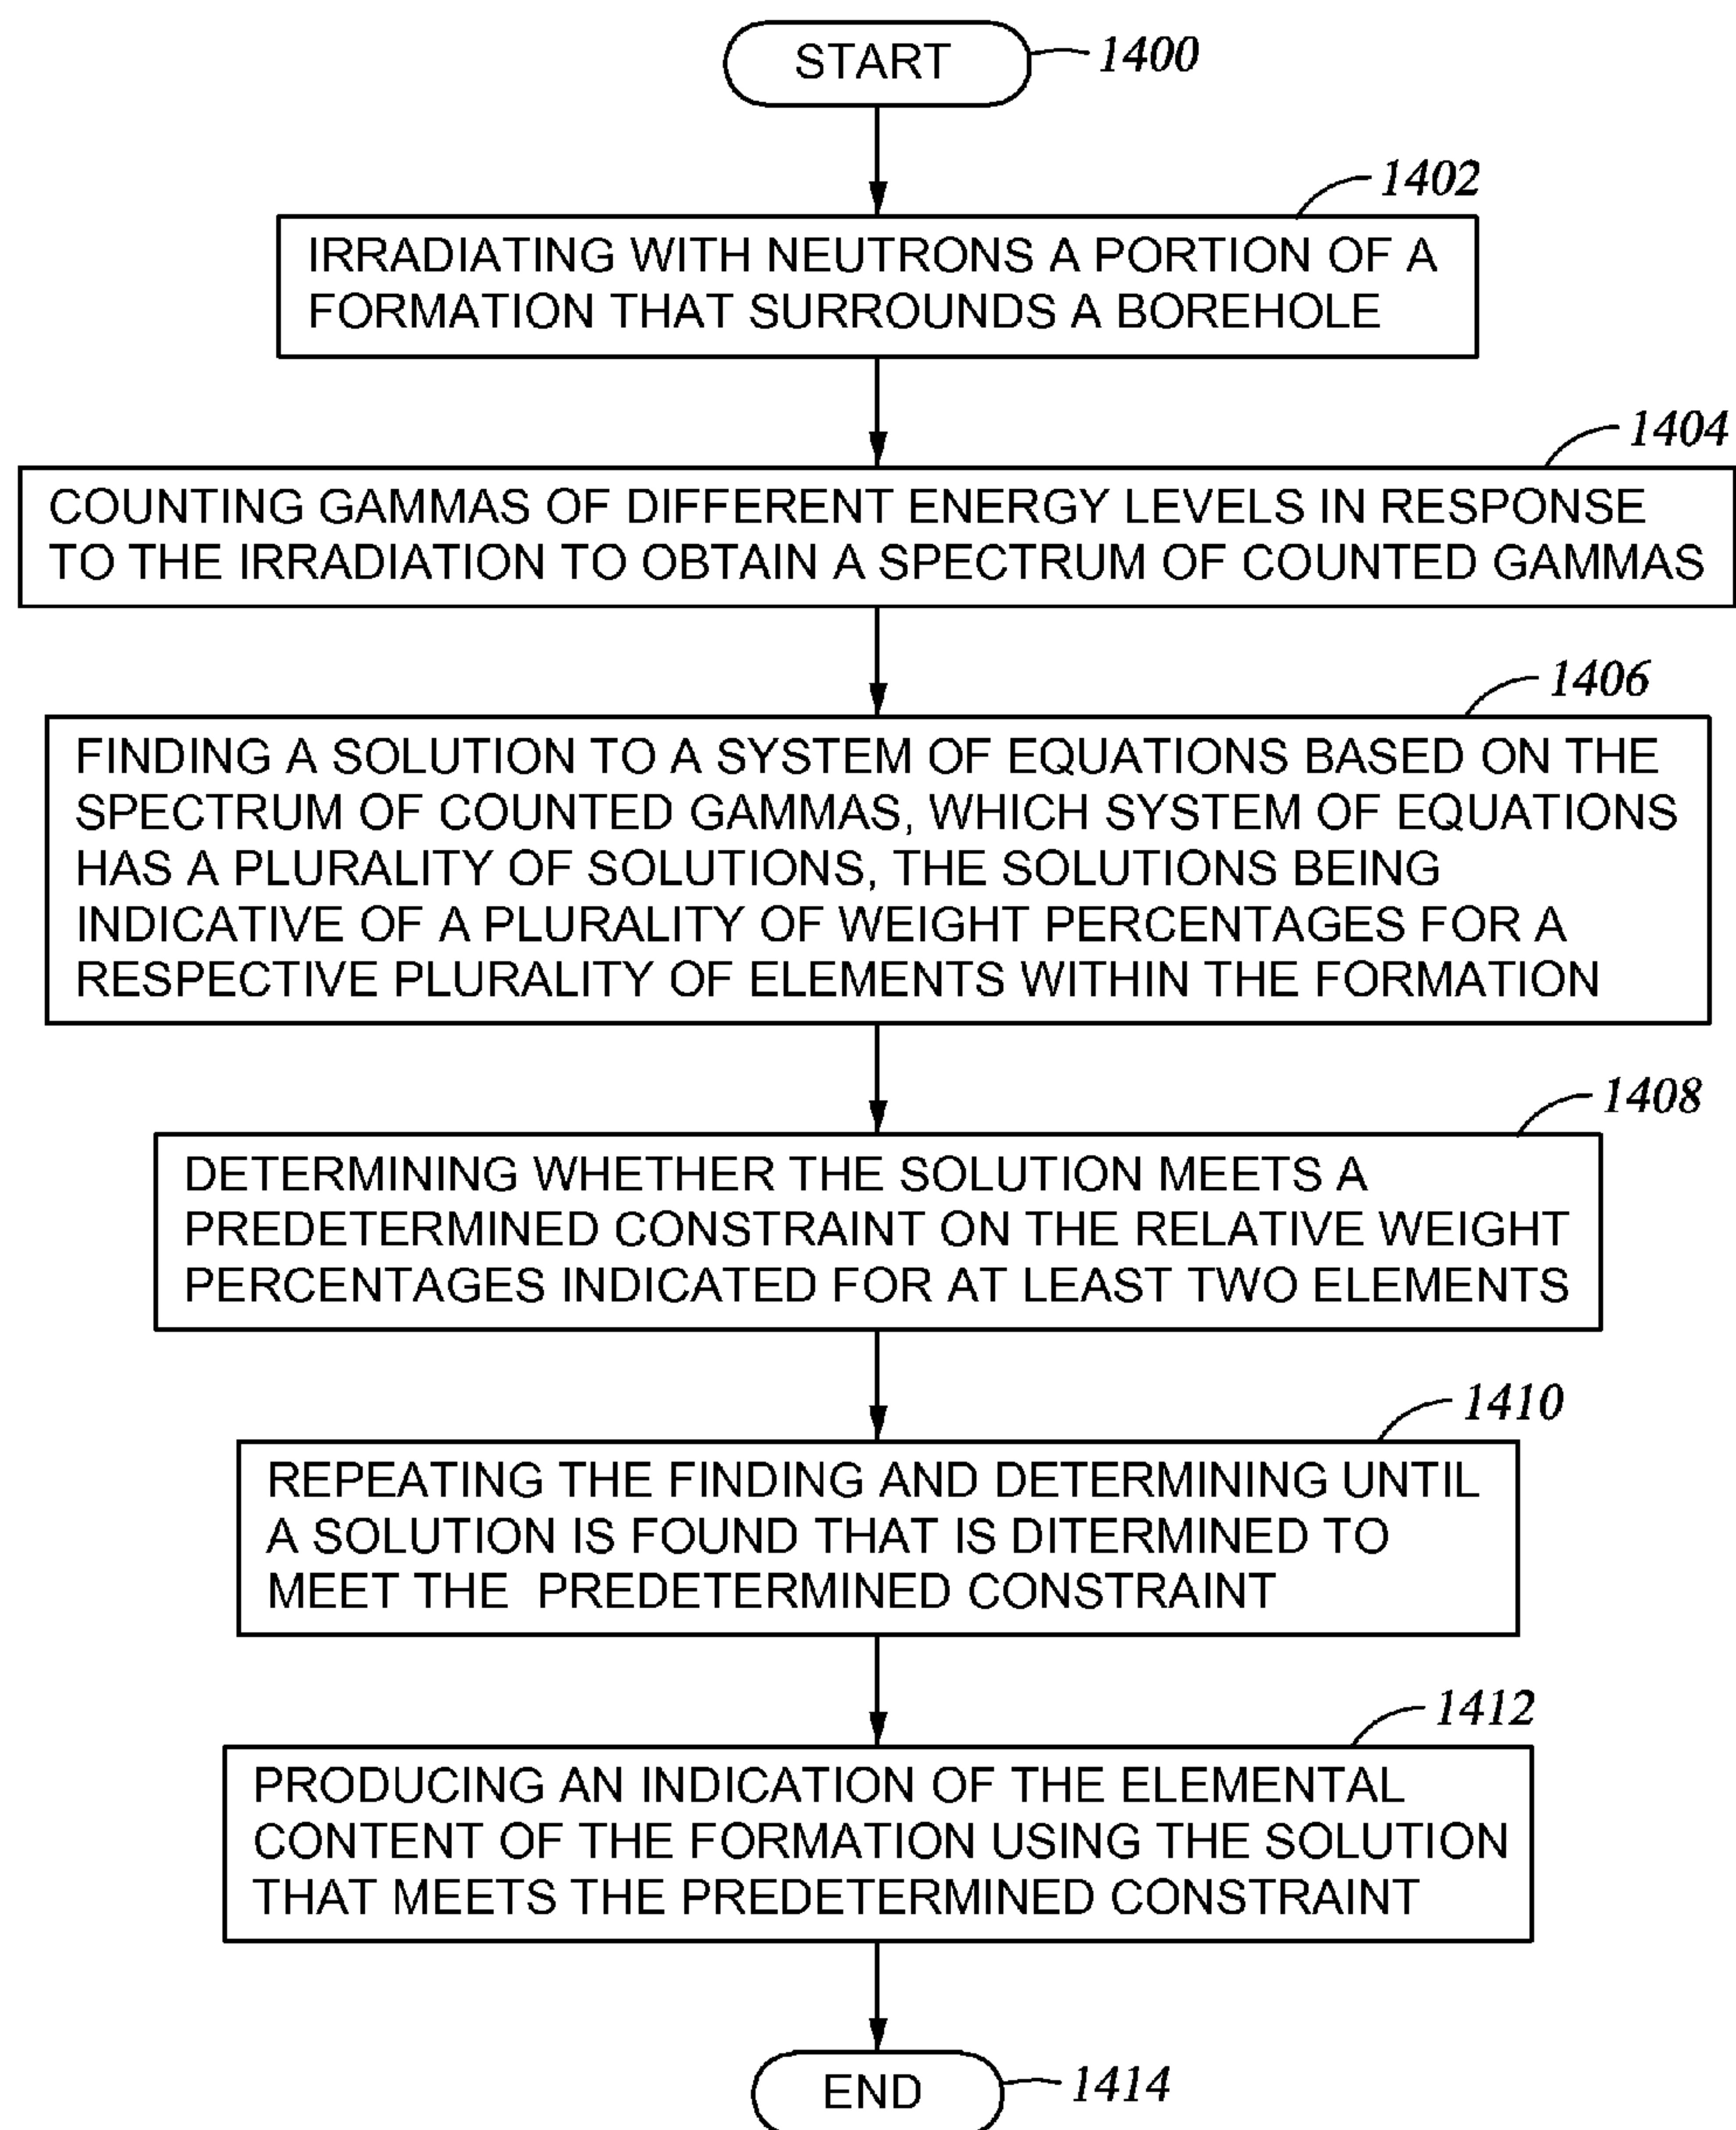 START
1400
1402
IRRADIATING WITH NEUTRONS A PORTION OF A
FORMATION THAT SURROUNDS A BOREHOLE
1404
COUNTING GAMMAS OF DIFFERENT ENERGY LEVELS IN RESPONSE
TO THE IRRADIATION TO OBTAIN A SPECTRUM OF COUNTED GAMMAS
1406
FINDING A SOLUTION TO A SYSTEM OF EQUATIONS BASED ON THE
SPECTRUM OF COUNTED GAMMAS, WHICH SYSTEM OF EQUATIONS
HAS A PLURALITY OF SOLUTIONS, THE SOLUTIONS BEING
INDICATIVE OF A PLURALITY OF WEIGHT PERCENTAGES FOR A
RESPECTIVE PLURALITY OF ELEMENTS WITHIN THE FORMATION
1408
DETERMINING WHETHER THE SOLUTION MEETS A
PREDETERMINED CONSTRAINT ON THE RELATIVE WEIGHT
PERCENTAGES INDICATED FOR AT LEAST TWO ELEMENTS
1410
REPEATING THE FINDING AND DETERMINING UNTIL
A SOLUTION IS FOUND THAT IS DITERMINED TO
MEET THE PREDETERMINED CONSTRAINT
1412
PRODUCING AN INDICATION OF THE ELEMENTAL
CONTENT OF THE FORMATION USING THE SOLUTION
THAT MEETS THE PREDETERMINED CONSTRAINT
END
1414